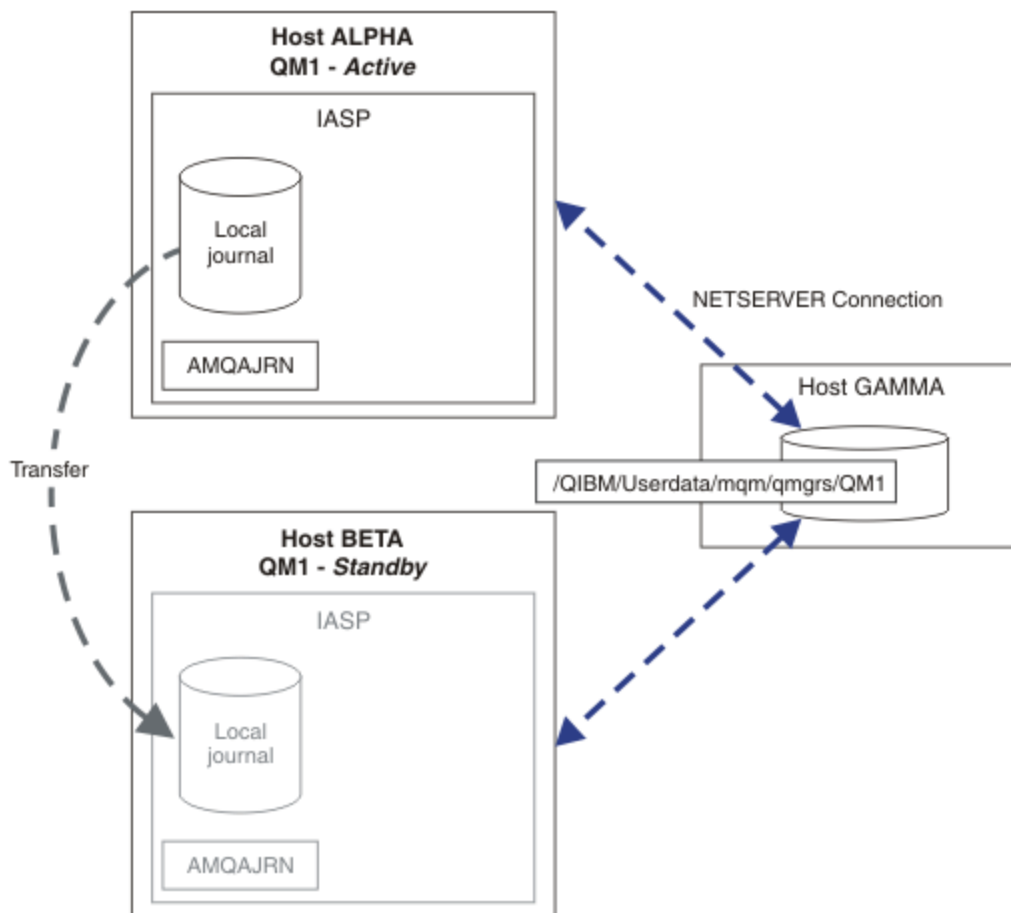 Host ALPHA
QM1 - Active
IASP
Local
journal
AMQAJRN
NETSERVER Connection
Host GAMMA
/QIBM/Userdata/mqm/qmgrs/QM1
Transfer
Host BETA
QM1 - Standby
IASP
Local
journal
AMQAJRN